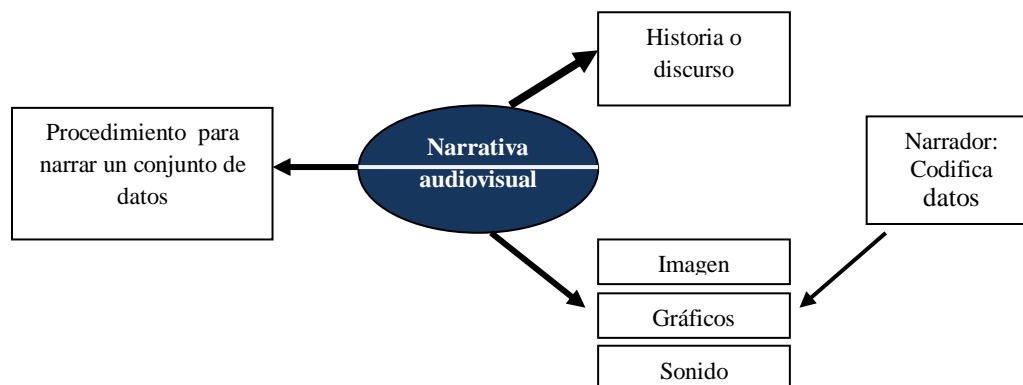 Historia o
discurso
Procedimiento para
narrar un conjunto de
datos
Narrativa
audiovisual
Narrador:
Codifica
datos
Imagen
Gráficos
Sonido